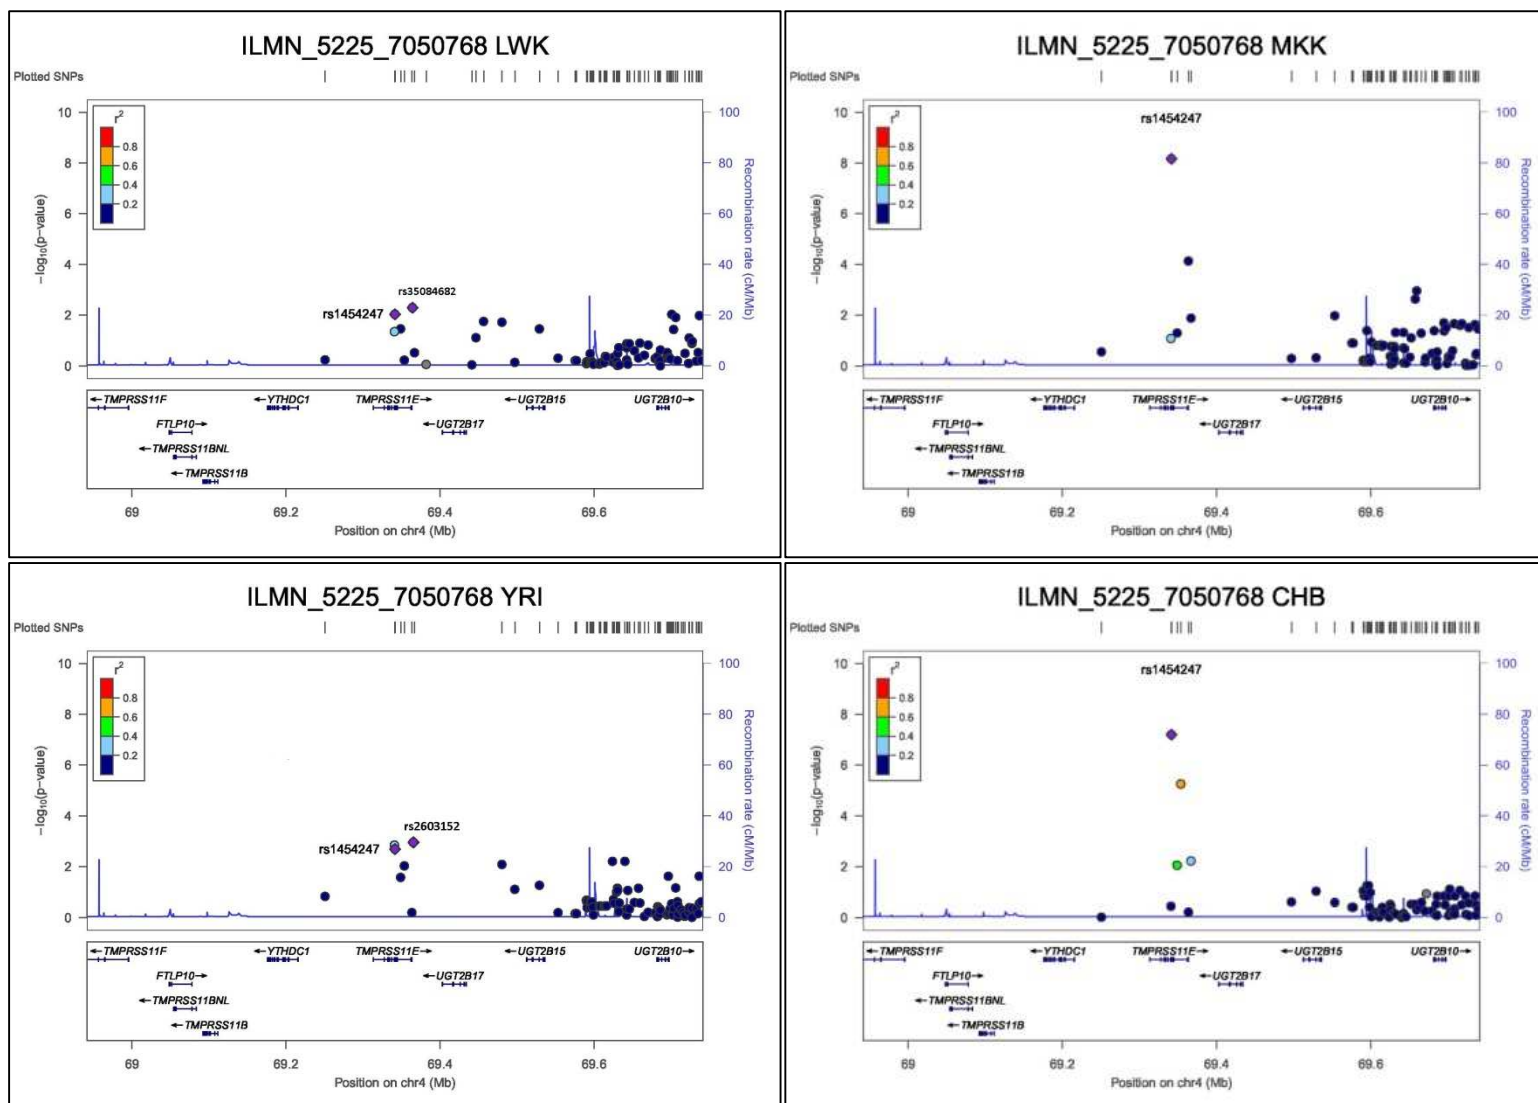 ILMN_5225_7050768 LWK
Plotted SNPs
10
8
6
4
2
0
−log10(p−value)
r2
0.8
0.6
0.4
0.2
rs1454247
rs35084682
100
80
60
40
20
0
Recombination rate (cM/Mb)
←TMPRSS11F
←YTHDC1
TMPRSS11E→
←UGT2B15
UGT2B10→
FTLP10→
←UGT2B17
←TMPRSS11BNL
←TMPRSS11B
69
69.2
69.4
69.6
Position on chr4 (Mb)
ILMN_5225_7050768 MKK
Plotted SNPs
10
8
6
4
2
0
−log10(p−value)
r2
0.8
0.6
0.4
0.2
rs1454247
100
80
60
40
20
0
Recombination rate (cM/Mb)
←TMPRSS11F
←YTHDC1
TMPRSS11E→
←UGT2B15
UGT2B10→
FTLP10→
←UGT2B17
←TMPRSS11BNL
←TMPRSS11B
69
69.2
69.4
69.6
Position on chr4 (Mb)
ILMN_5225_7050768 YRI
Plotted SNPs
10
8
6
4
2
0
−log10(p−value)
r2
0.8
0.6
0.4
0.2
rs2603152
rs1454247
100
80
60
40
20
0
Recombination rate (cM/Mb)
←TMPRSS11F
←YTHDC1
TMPRSS11E→
←UGT2B15
UGT2B10→
FTLP10→
←UGT2B17
←TMPRSS11BNL
←TMPRSS11B
69
69.2
69.4
69.6
Position on chr4 (Mb)
ILMN_5225_7050768 CHB
Plotted SNPs
10
8
6
4
2
0
−log10(p−value)
r2
0.8
0.6
0.4
0.2
rs1454247
100
80
60
40
20
0
Recombination rate (cM/Mb)
←TMPRSS11F
←YTHDC1
TMPRSS11E→
←UGT2B15
UGT2B10→
FTLP10→
←UGT2B17
←TMPRSS11BNL
←TMPRSS11B
69
69.2
69.4
69.6
Position on chr4 (Mb)